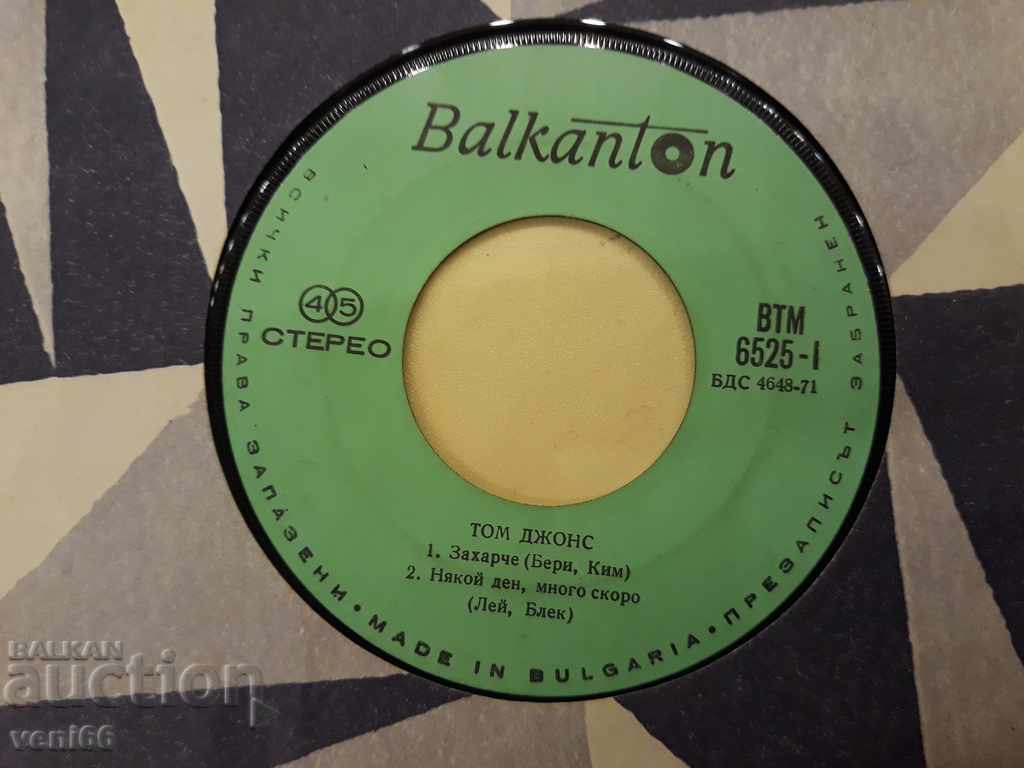 Balkanton
45
СТЕРЕО
ВТМ
6525-I
БДС 4648-71
ТОМ ДЖОНС
1. Захарче (Бери, Ким)
2. Някой ден, много скоро
(Лей, Блек)
ВСИЧКИ ПРАВА ЗАПАЗЕНИ • MADE IN BULGARIA • ПРЕЗАПИСЪТ ЗАБРАНЕН
BALKAN
auction
veni66